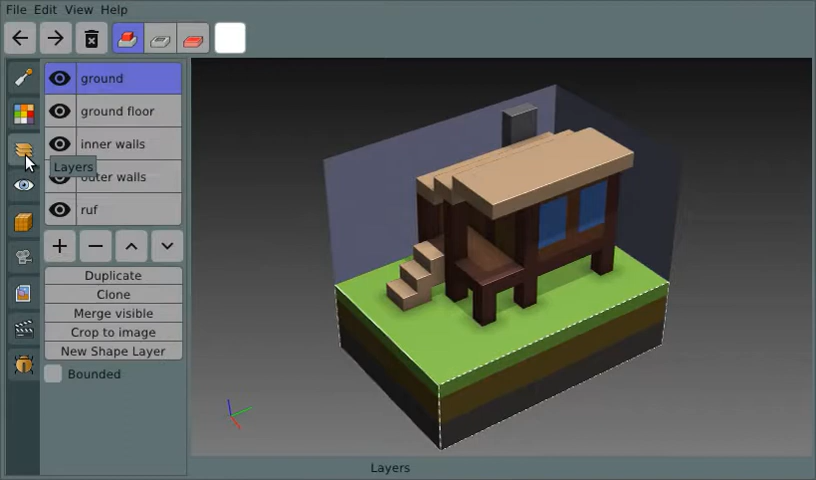 File Edit View Help
ground
ground floor
inner walls
Layers
outer walls
ruf
Duplicate
Clone
Merge visible
Crop to image
New Shape Layer
Bounded
Layers